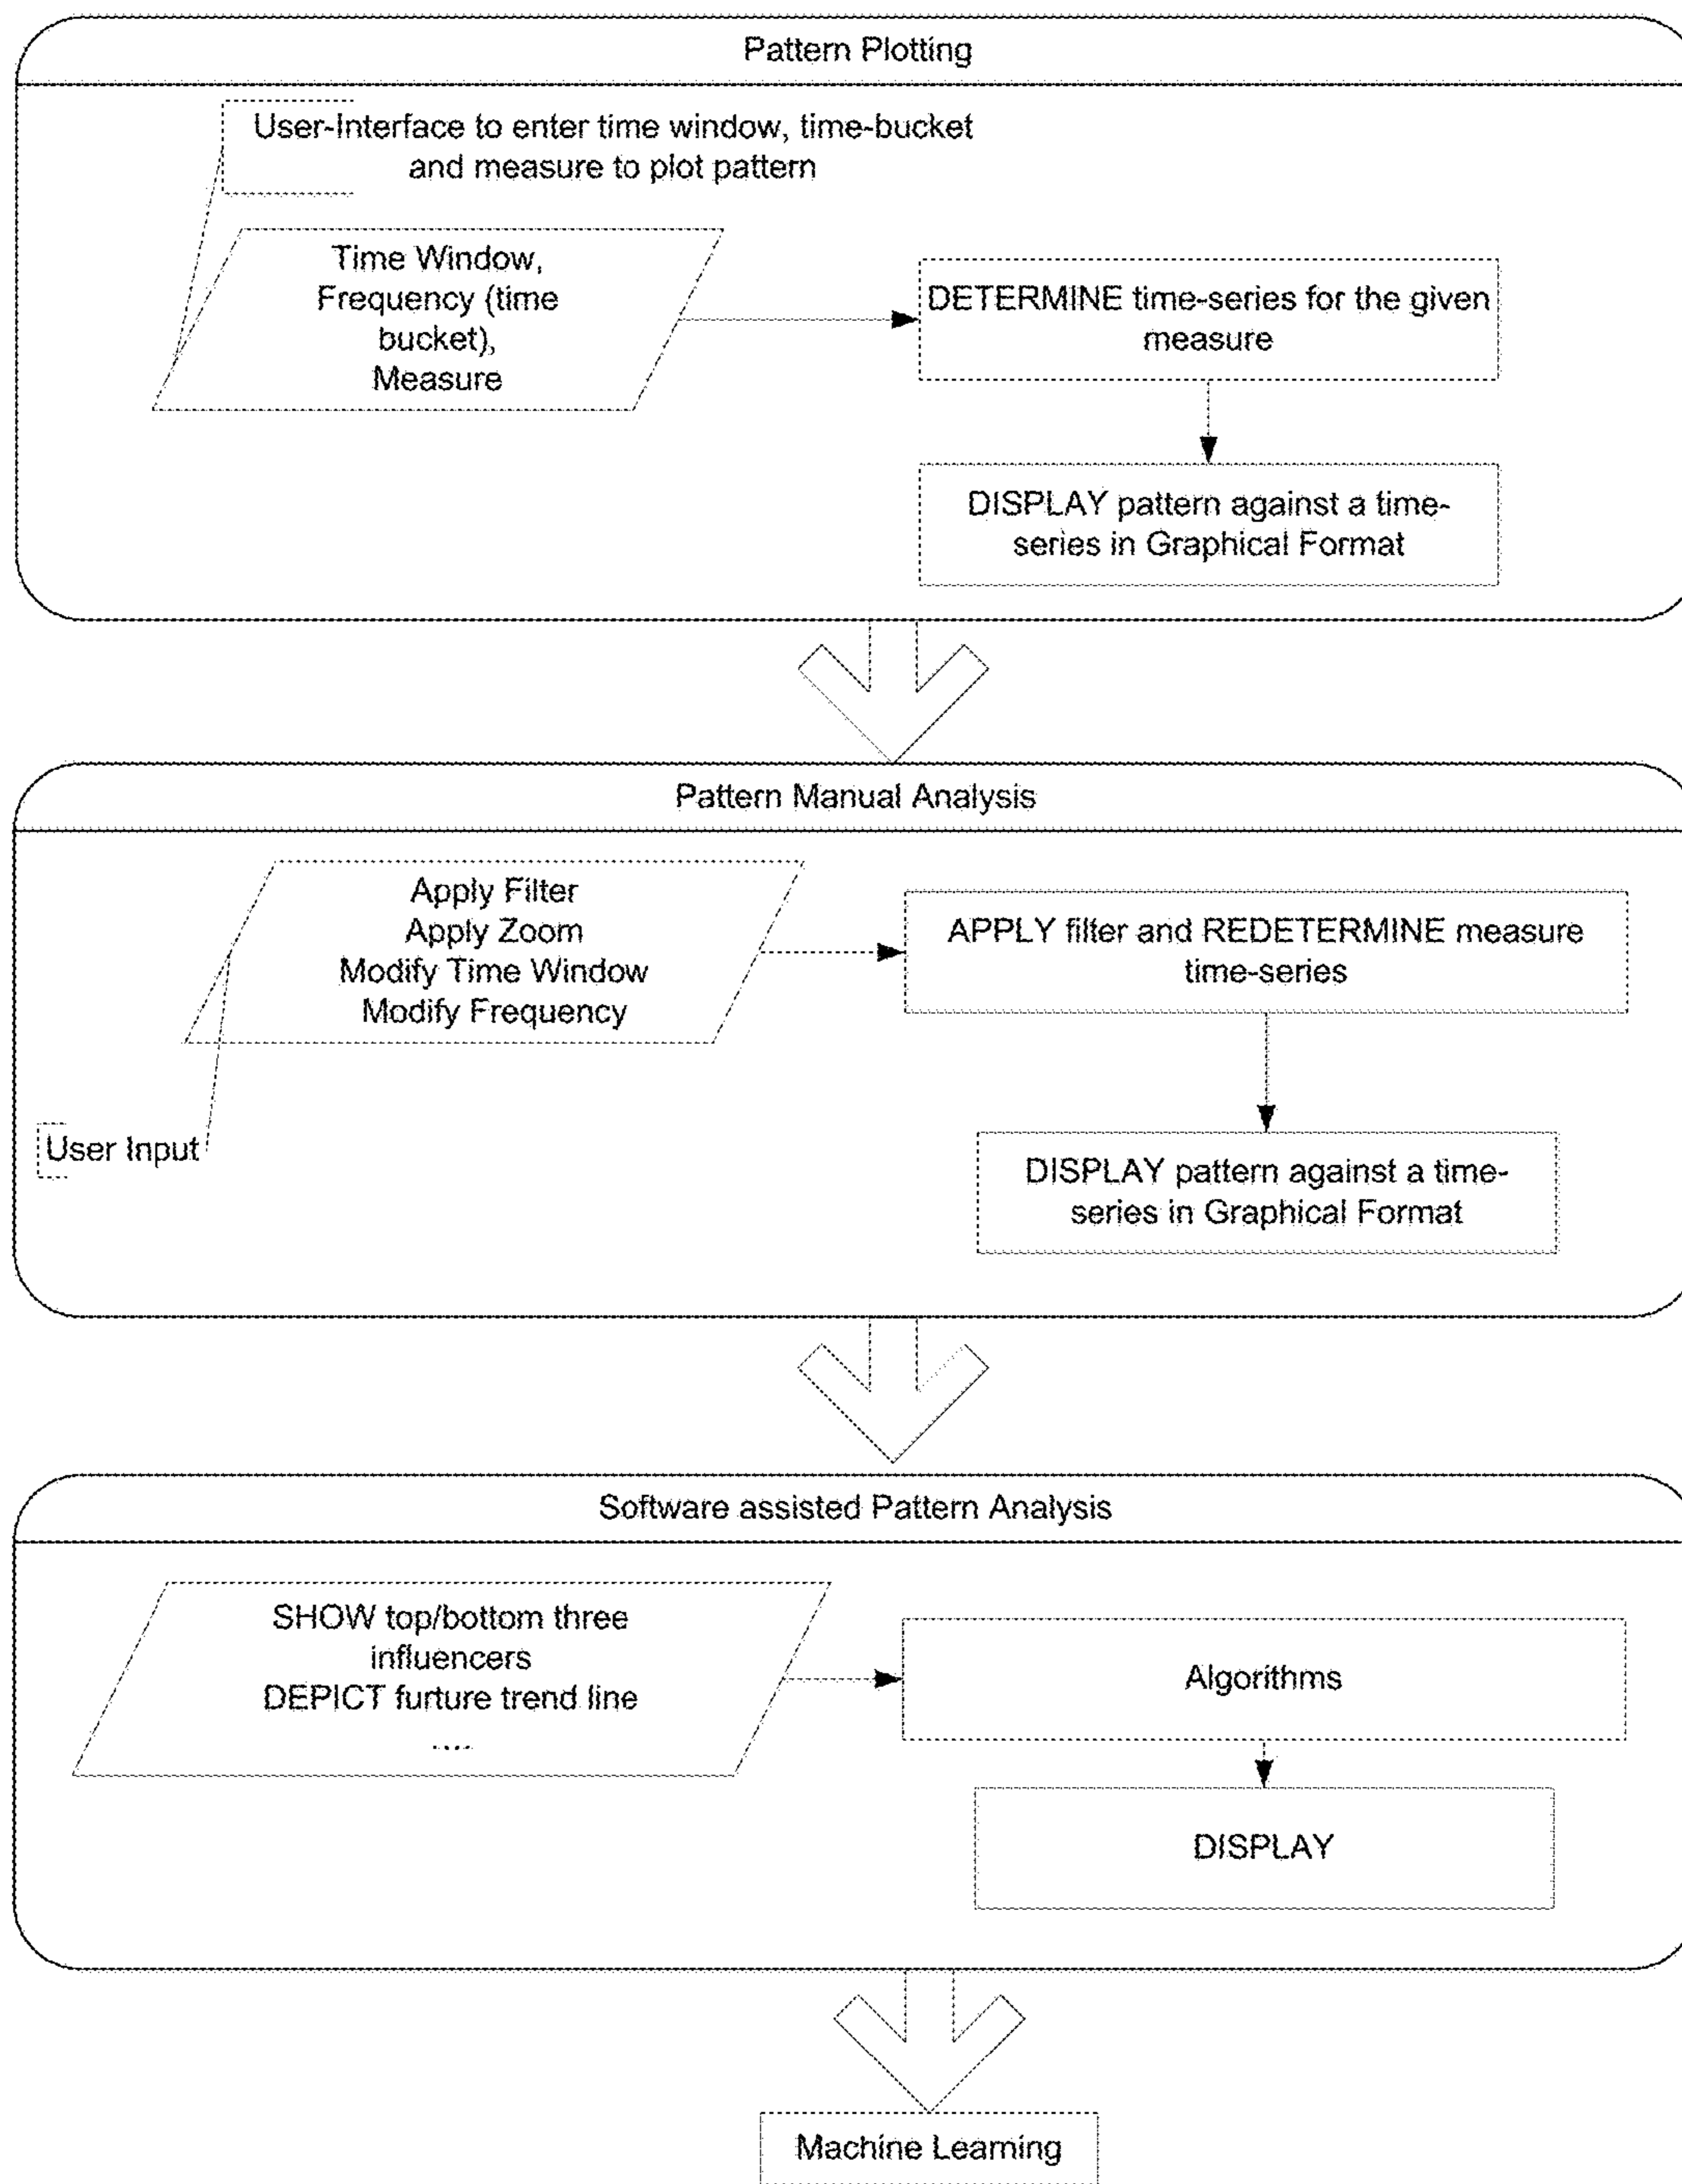 Pattern Plotting
User-Interface to enter time window, time-bucket
and measure to plot pattern
Time Window,
Frequency (time
bucket),
Measure
DETERMINE time-series for the given
measure
DISPLAY pattern against a time-
series in Graphical Format
Pattern Manual Analysis
Apply Filter
Apply Zoom
Modify Time Window
Modify Frequency
APPLY filter and REDETERMINE measure
time-series
User Input
DISPLAY pattern against a time-
series in Graphical Format
Software assisted Pattern Analysis
SHOW top/bottom three
influencers
DEPICT furture trend line
....
Algorithms
DISPLAY
Machine Learning